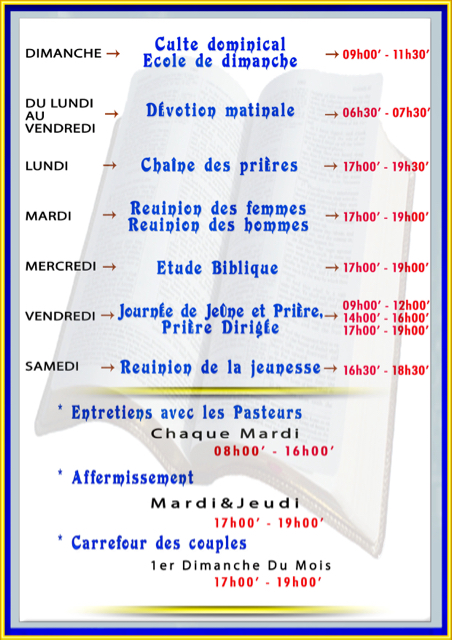 DIMANCHE → Culte dominical → 09h00' - 11h30'
Ecole de dimanche
DU LUNDI
AU → Dévotion matinale → 06h30' - 07h30'
VENDREDI
LUNDI → Chaîne des prières → 17h00' - 19h30'
MARDI → Reuinion des femmes → 17h00' - 19h00'
Reuinion des hommes
MERCREDI → Etude Biblique → 17h00' - 19h00'
09h00' - 12h00'
VENDREDI → Journée de Jeûne et Prière. → 14h00' - 16h00'
Prière Dirigée 17h00' - 19h00'
SAMEDI → Reuinion de la jeunesse → 16h30' - 18h30'
* Entretiens avec les Pasteurs
Chaque Mardi
08h00' - 16h00'
* Affermissement
Mardi&Jeudi
17h00' - 19h00'
* Carrefour des couples
1er Dimanche Du Mois
17h00' - 19h00'